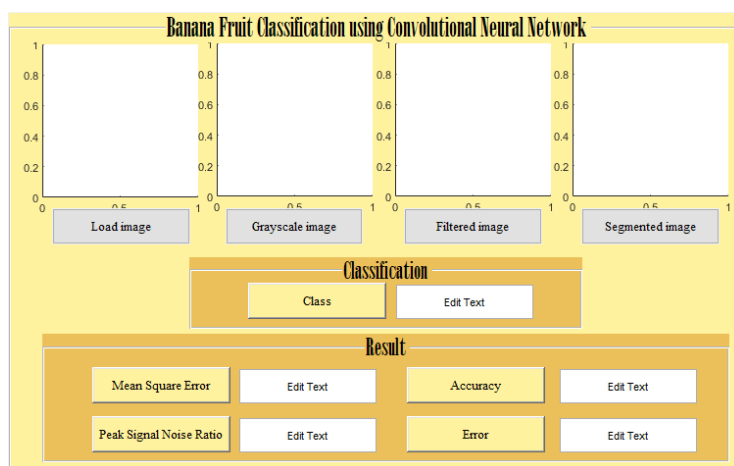 Banana Fruit Classification using Convolutional Neural Network
1 1 1 1
0.8 0.8 0.8 0.8
0.6 0.6 0.6 0.6
0.4 0.4 0.4 0.4
0.2 0.2 0.2 0.2
0 0 0 0
0 0.5 1 0 0.5 1 0 0.5 1 0 0.5 1
Load image Grayscale image Filtered image Segmented image
Classification
Class Edit Text
Result
Mean Square Error Edit Text Accuracy Edit Text
Peak Signal Noise Ratio Edit Text Error Edit Text